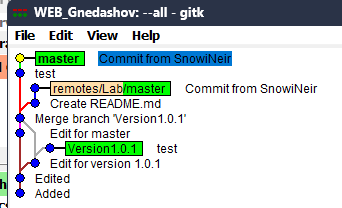 WEB_Gnedashov: --all - gitk
File Edit View Help
master Commit from SnowiNeir
test
remotes/Lab/master Commit from SnowiNeir
Create README.md
Merge branch 'Version1.0.1'
Edit for master
Version1.0.1 test
Edit for version 1.0.1
Edited
Added